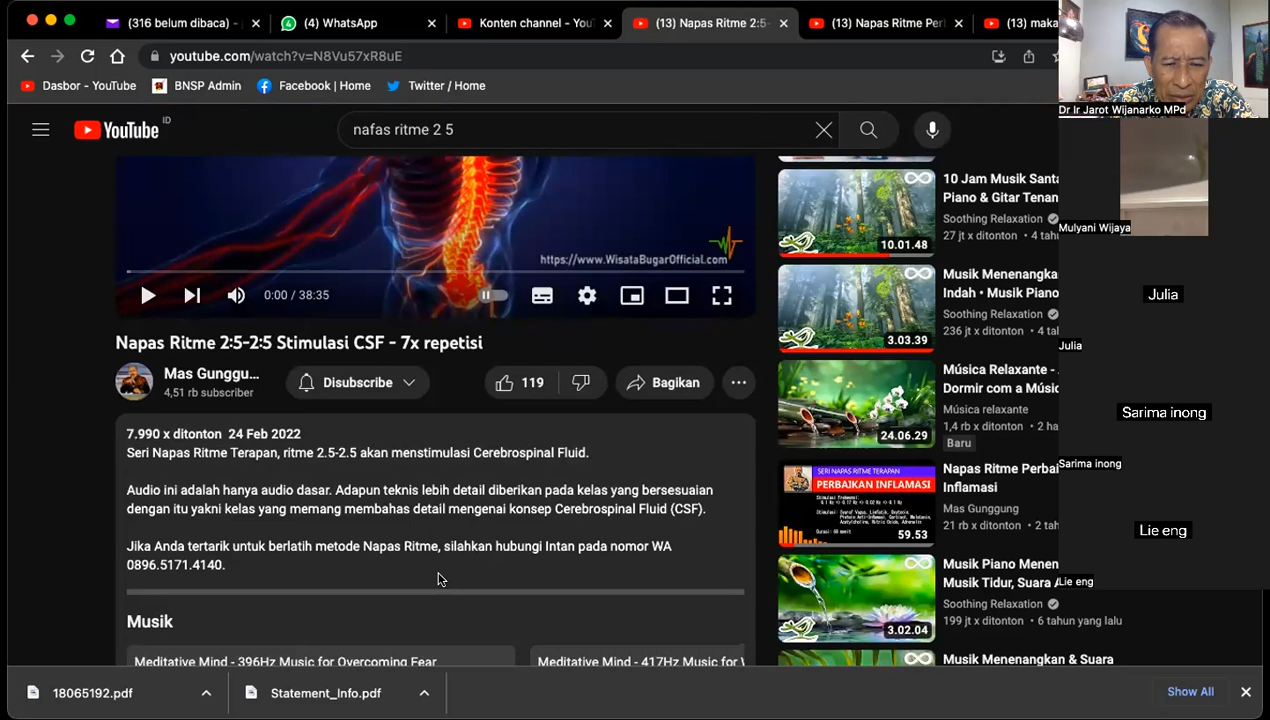 (316 belum dibaca) -
(4) WhatsApp
Konten channel - You
(13) Napas Ritme 2:5-
(13) Napas Ritme Per
(13) maka
youtube.com/watch?v=N8Vu57xR8uE
Dasbor - YouTube
BNSP Admin
Facebook | Home
Twitter / Home
Dr Ir Jarot Wijanarko MPd
YouTube ID
nafas ritme 2 5
https://www.WisataBugarOfficial.com
0:00 / 38:35
Napas Ritme 2:5-2:5 Stimulasi CSF - 7x repetisi
Mas Gunggu...
4,51 rb subscriber
Disubscribe
119
Bagikan
7.990 x ditonton 24 Feb 2022
Seri Napas Ritme Terapan, ritme 2.5-2.5 akan menstimulasi Cerebrospinal Fluid.
Audio ini adalah hanya audio dasar. Adapun teknis lebih detail diberikan pada kelas yang bersesuaian
dengan itu yakni kelas yang memang membahas detail mengenai konsep Cerebrospinal Fluid (CSF).
Jika Anda tertarik untuk berlatih metode Napas Ritme, silahkan hubungi Intan pada nomor WA
0896.5171.4140.
Musik
Meditative Mind - 396Hz Music for Overcoming Fear
Meditative Mind - 417Hz Music for
10 Jam Musik Santa
Piano & Gitar Tenan
Soothing Relaxation
27 jt x ditonton • 4 tahu
10.01.48
Musik Menenangka
Indah • Musik Piano
Soothing Relaxation
236 jt x ditonton • 4 tal
3.03.39
Música Relaxante -
Dormir com a Músic
Música relaxante
1,4 rb x ditonton • 2 ha
Baru
24.06.29
SERI NAPAS RITME TERAPAN
PERBAIKAN INFLAMASI
59.53
Napas Ritme Perbai
Inflamasi
Mas Gunggung
21 rb x ditonton • 2 tah
Musik Piano Menen
Musik Tidur, Suara A
Soothing Relaxation
199 jt x ditonton • 6 tahun yang lalu
3.02.04
Musik Menenangkan & Suara
Mulyani Wijaya
Julia
Julia
Sarima inong
Sarima inong
Lie eng
Lie eng
18065192.pdf
Statement_Info.pdf
Show All